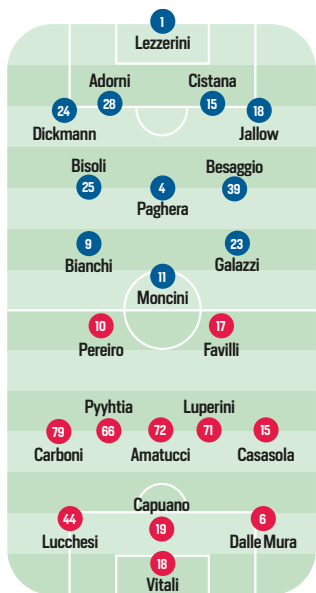 1
Lezzerini
Adorni
Cistana
24
28
15
18
Dickmann
Jallow
Bisoli
Besaggio
25
4
39
Paghera
9
23
Bianchi
Galazzi
11
Moncini
10
17
Pereiro
Favilli
Pyyhtia
Luperini
79
66
72
71
15
Carboni
Amatucci
Casasola
Capuano
44
19
6
Lucchesi
Dalle Mura
18
Vitali